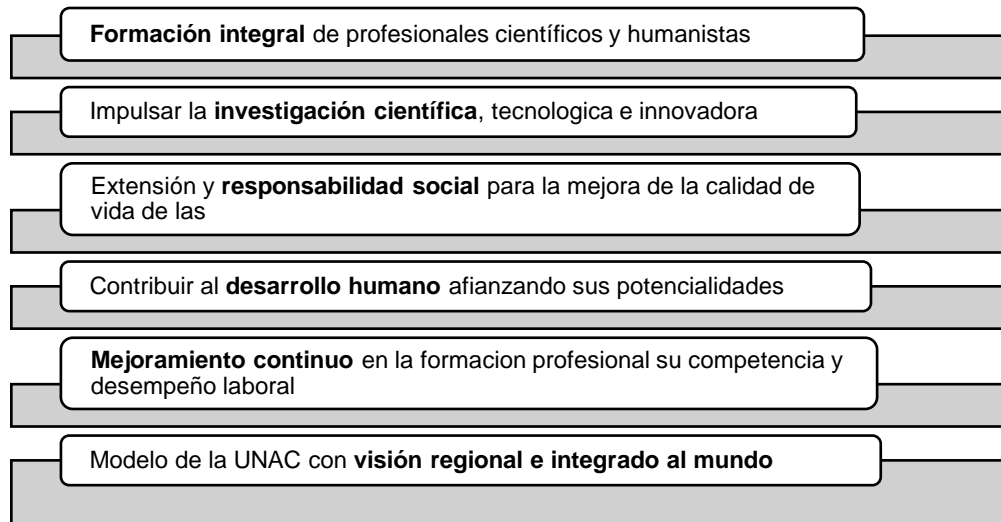 Formación integral de profesionales científicos y humanistas
Impulsar la investigación científica, tecnologica e innovadora
Extensión y responsabilidad social para la mejora de la calidad de
vida de las
Contribuir al desarrollo humano afianzando sus potencialidades
Mejoramiento continuo en la formacion profesional su competencia y
desempeño laboral
Modelo de la UNAC con visión regional e integrado al mundo